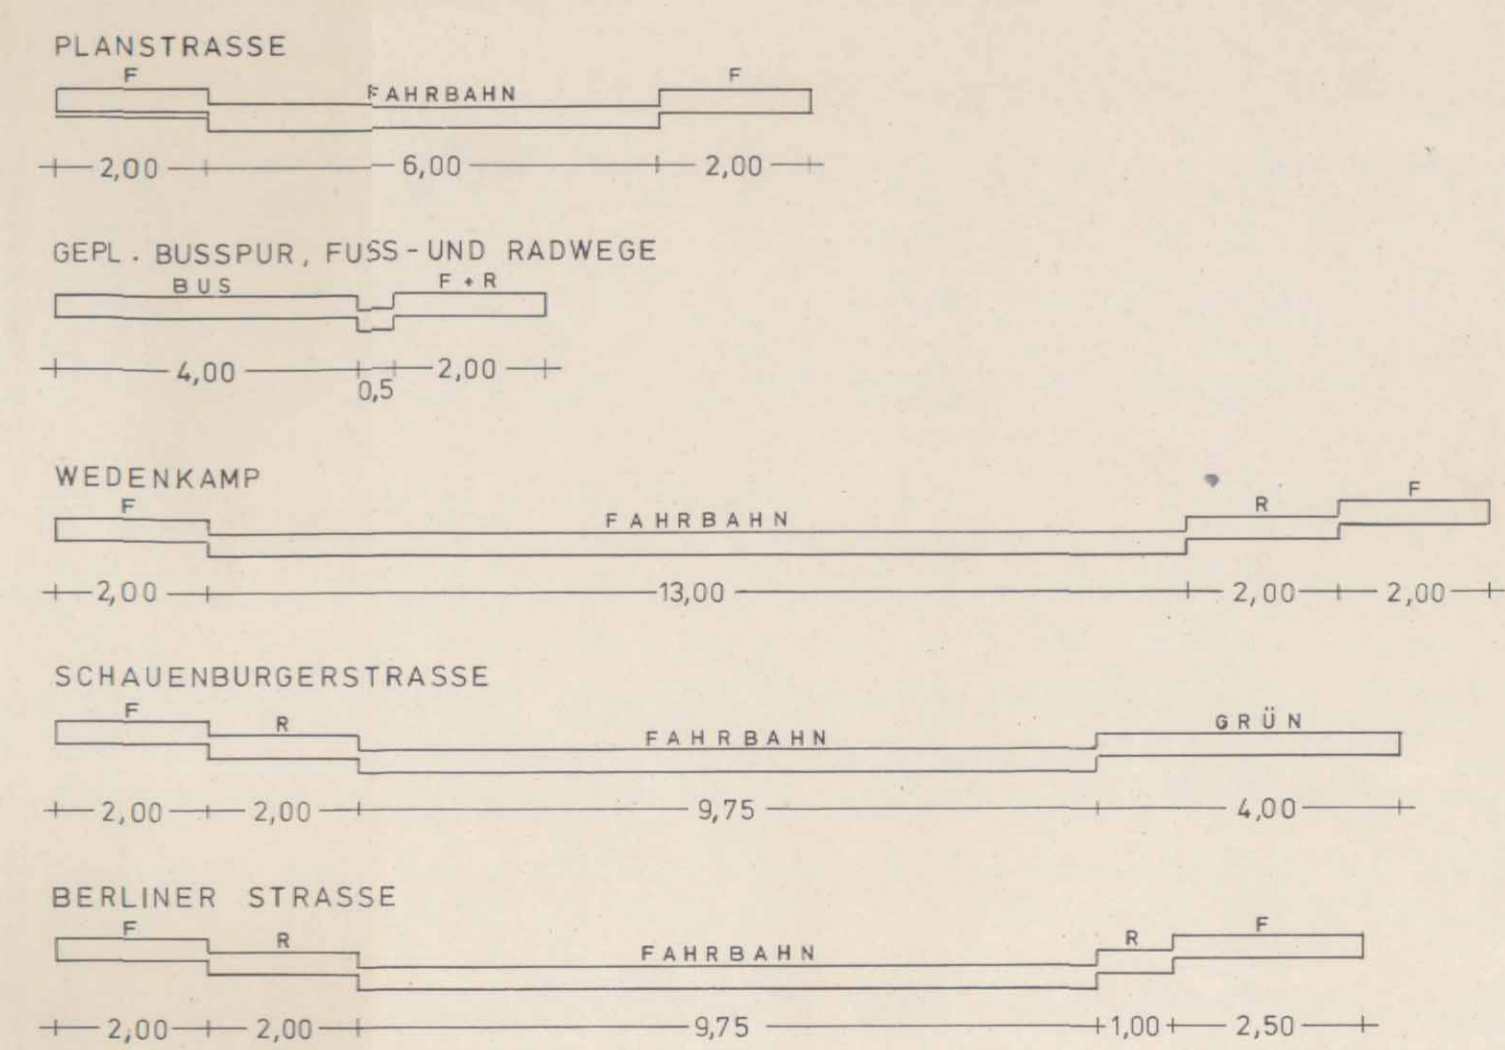 PLANSTRASSE
F FAHRBAHN F
2,00 6,00 2,00
GEPL. BUSSPUR, FUSS-UND RADWEGE
BUS F+R
4,00 0,5 2,00
WEDENKAMP
F FAHRBAHN R F
2,00 13,00 2,00 2,00
SCHAUENBURGERSTRASSE
F R FAHRBAHN GRÜN
2,00 2,00 9,75 4,00
BERLINER STRASSE
F R FAHRBAHN R F
2,00 2,00 9,75 1,00 2,50